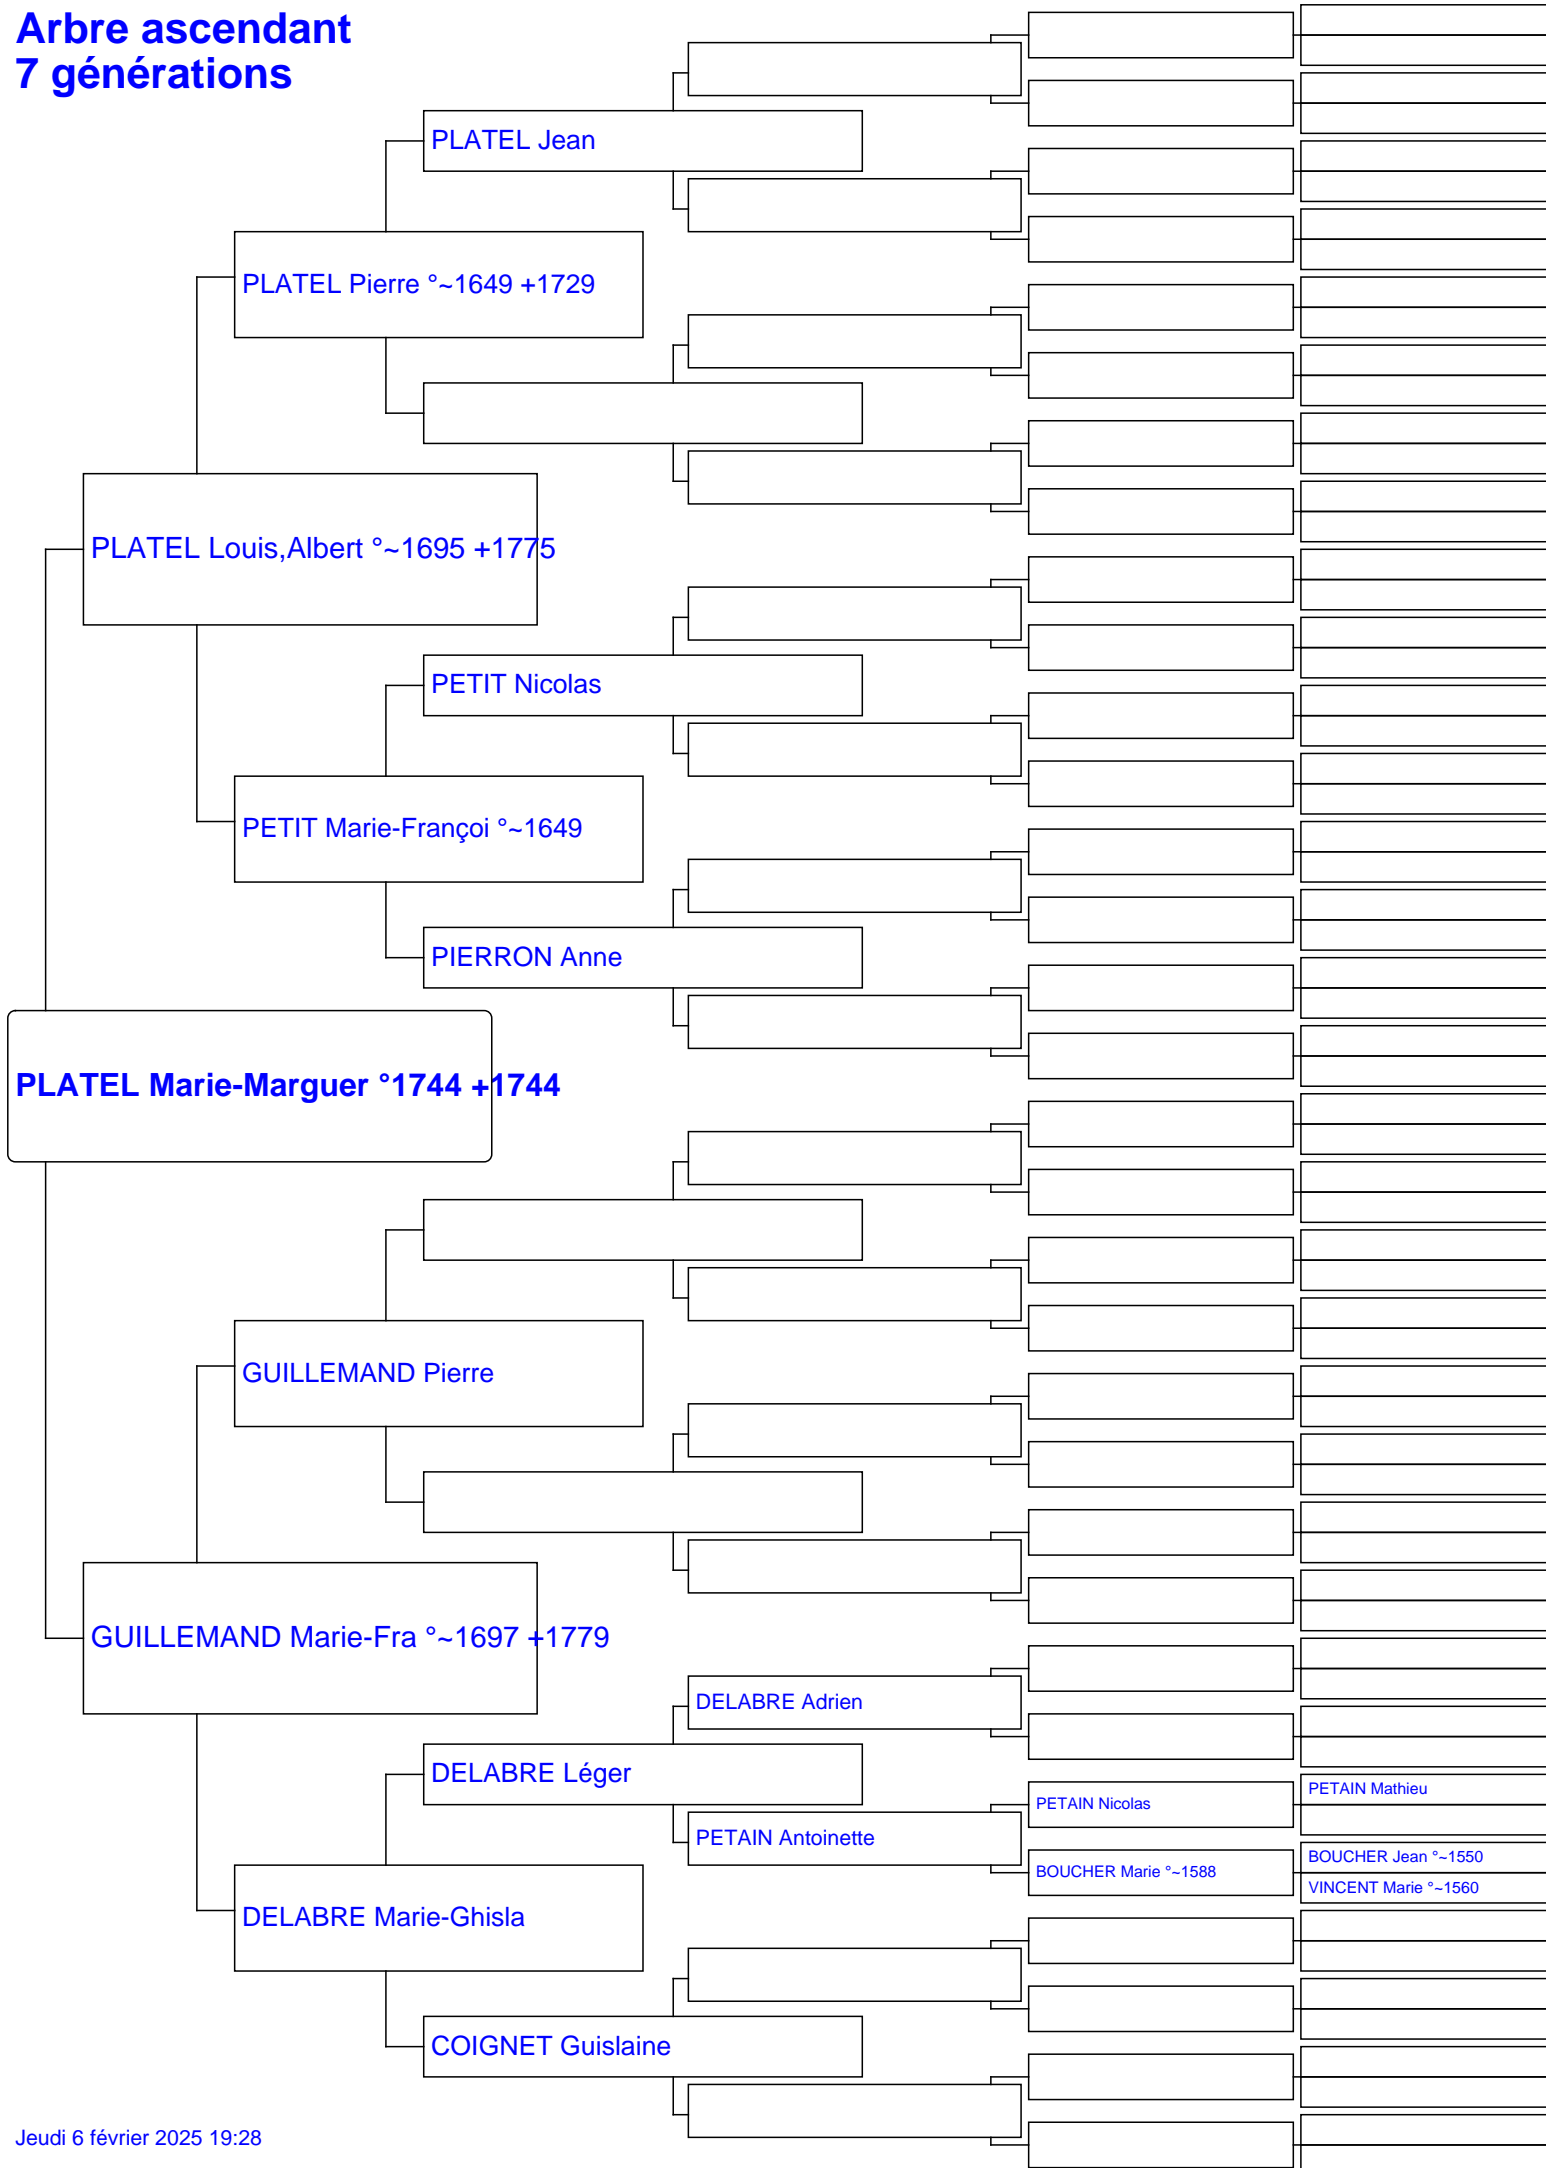 Arbre ascendant
7 générations
PLATEL Jean
PLATEL Pierre °~1649 +1729
PLATEL Louis,Albert °~1695 +1775
PETIT Nicolas
PETIT Marie-Françoi °~1649
PIERRON Anne
PLATEL Marie-Marguer °1744 +1744
GUILLEMAND Pierre
GUILLEMAND Marie-Fra °~1697 +1779
DELABRE Adrien
DELABRE Léger
PETAIN Mathieu
PETAIN Nicolas
PETAIN Antoinette
BOUCHER Jean °~1550
BOUCHER Marie °~1588
VINCENT Marie °~1560
DELABRE Marie-Ghisla
COIGNET Guislaine
Jeudi 6 février 2025 19:28